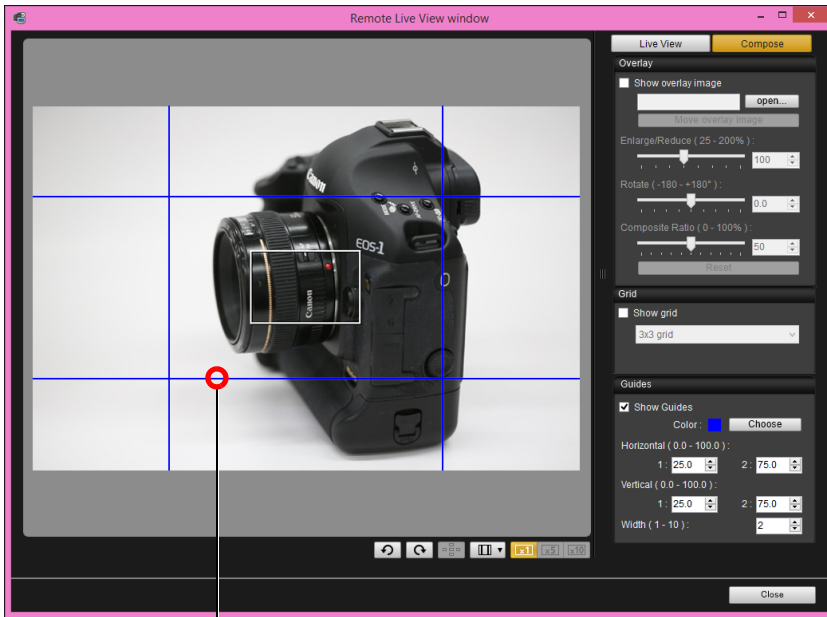 Remote Live View window
Live View Compose
Overlay
Show overlay image
open...
Move overlay image
Enlarge/Reduce ( 25 - 200% ) :
100
Rotate ( -180 - +180° ) :
0.0
Composite Ratio ( 0 - 100% ) :
50
Reset
Grid
Show grid
3x3 grid
Guides
Show Guides
Color : Choose
Horizontal ( 0.0 - 100.0 ) :
1 : 25.0 2 : 75.0
Vertical ( 0.0 - 100.0 ) :
1 : 25.0 2 : 75.0
Width ( 1 - 10 ) : 2
Canon
EOS-1
Canon
x1 x5 x10
Close